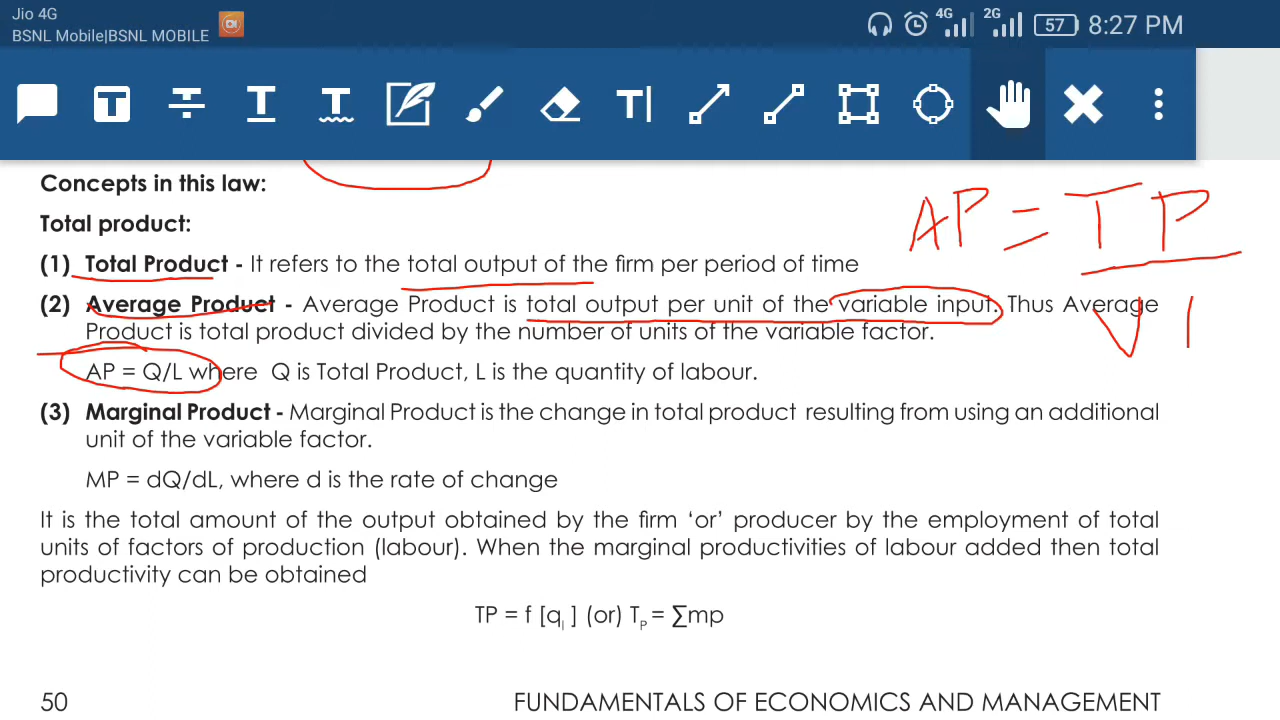 Jio 4G
BSNL Mobile|BSNL MOBILE
4G 2G 57 8:27 PM
T T T T T|
Concepts in this law:
Total product:
(1) Total Product - It refers to the total output of the firm per period of time
(2) Average Product - Average Product is total output per unit of the variable input. Thus Average
Product is total product divided by the number of units of the variable factor.
AP = Q/L where Q is Total Product, L is the quantity of labour.
AP = TP
VI
(3) Marginal Product - Marginal Product is the change in total product resulting from using an additional
unit of the variable factor.
MP = dQ/dL, where d is the rate of change
It is the total amount of the output obtained by the firm ‘or’ producer by the employment of total
units of factors of production (labour). When the marginal productivities of labour added then total
productivity can be obtained
TP = f [qₗ ] (or) Tₚ = ∑mp
50 FUNDAMENTALS OF ECONOMICS AND MANAGEMENT